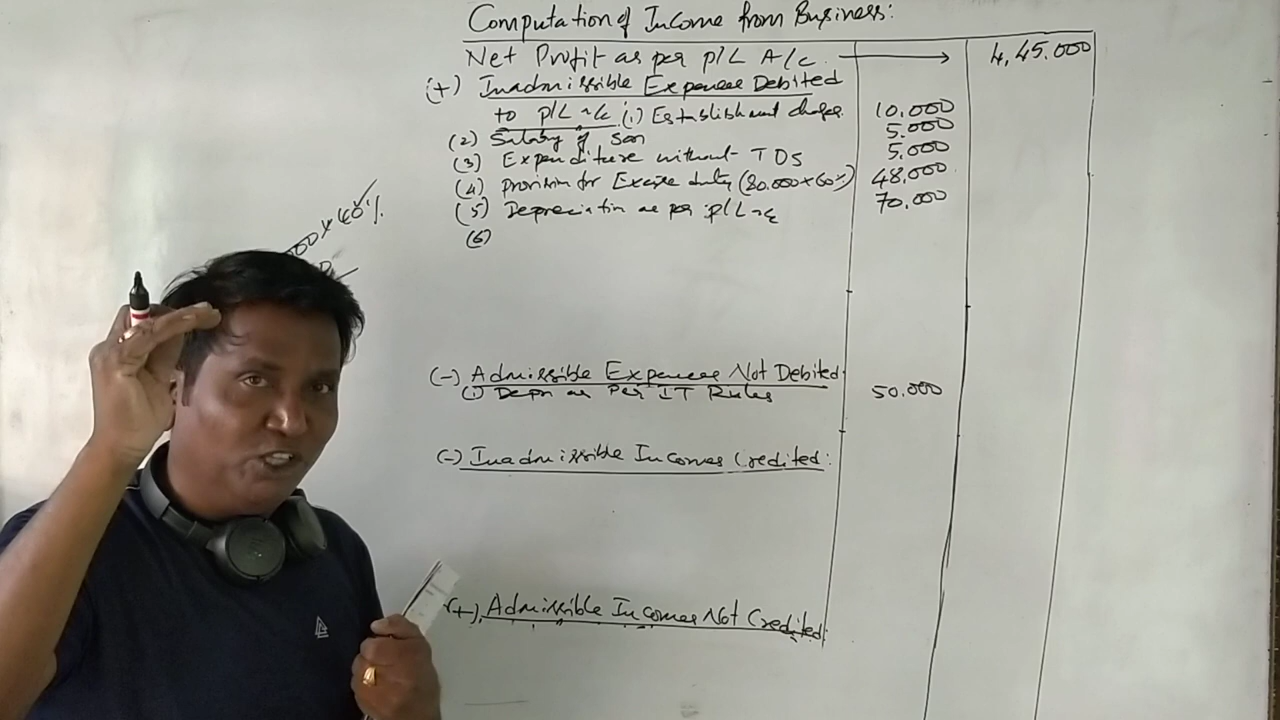 Computation of Income from Business:
Net Profit as per P/L A/c → 4,45,000
(+) Inadmissible Expenses Debited
to P/L A/c (1) Establishment charges 10,000
(2) Salary of Son 5,000
(3) Expenditure without TDS 5,000
(4) Provision for Excise duty (80,000×60%) 48,000
(5) Depreciation as per P/L A/c 70,000
(6)
00 × 40%
(-) Admissible Expenses Not Debited:
(1) Depn as Per IT Rules 50,000
(-) Inadmissible Incomes Credited:
(+) Admissible Incomes Not Credited: